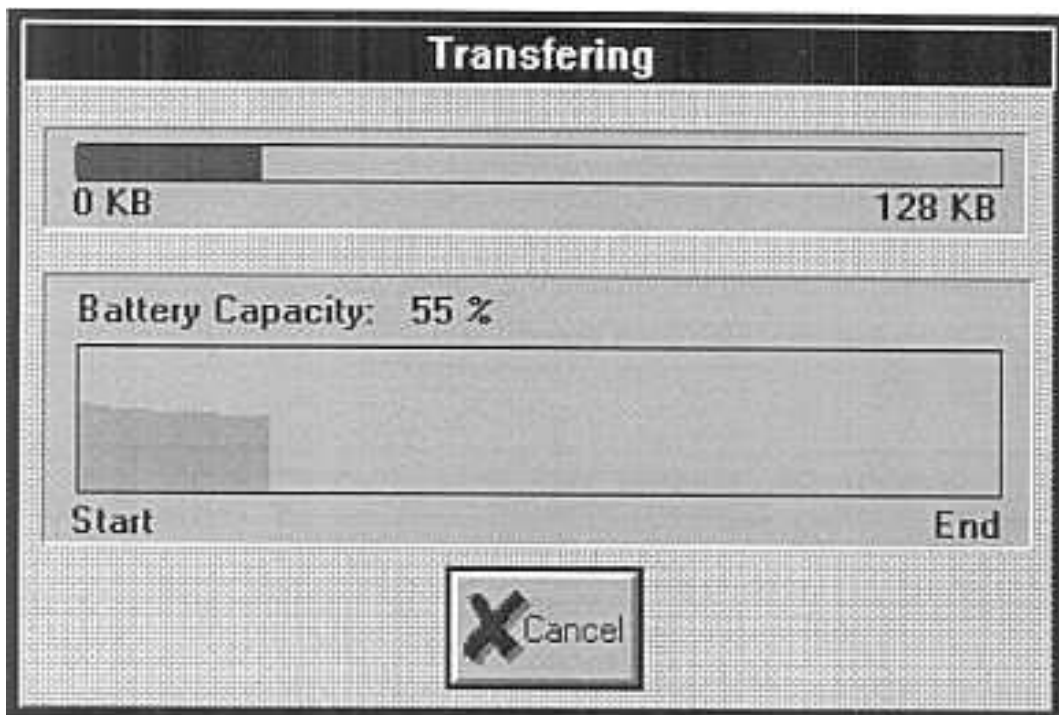 Transfering
0 KB 128 KB
Battery Capacity: 55 %
Start End
Cancel